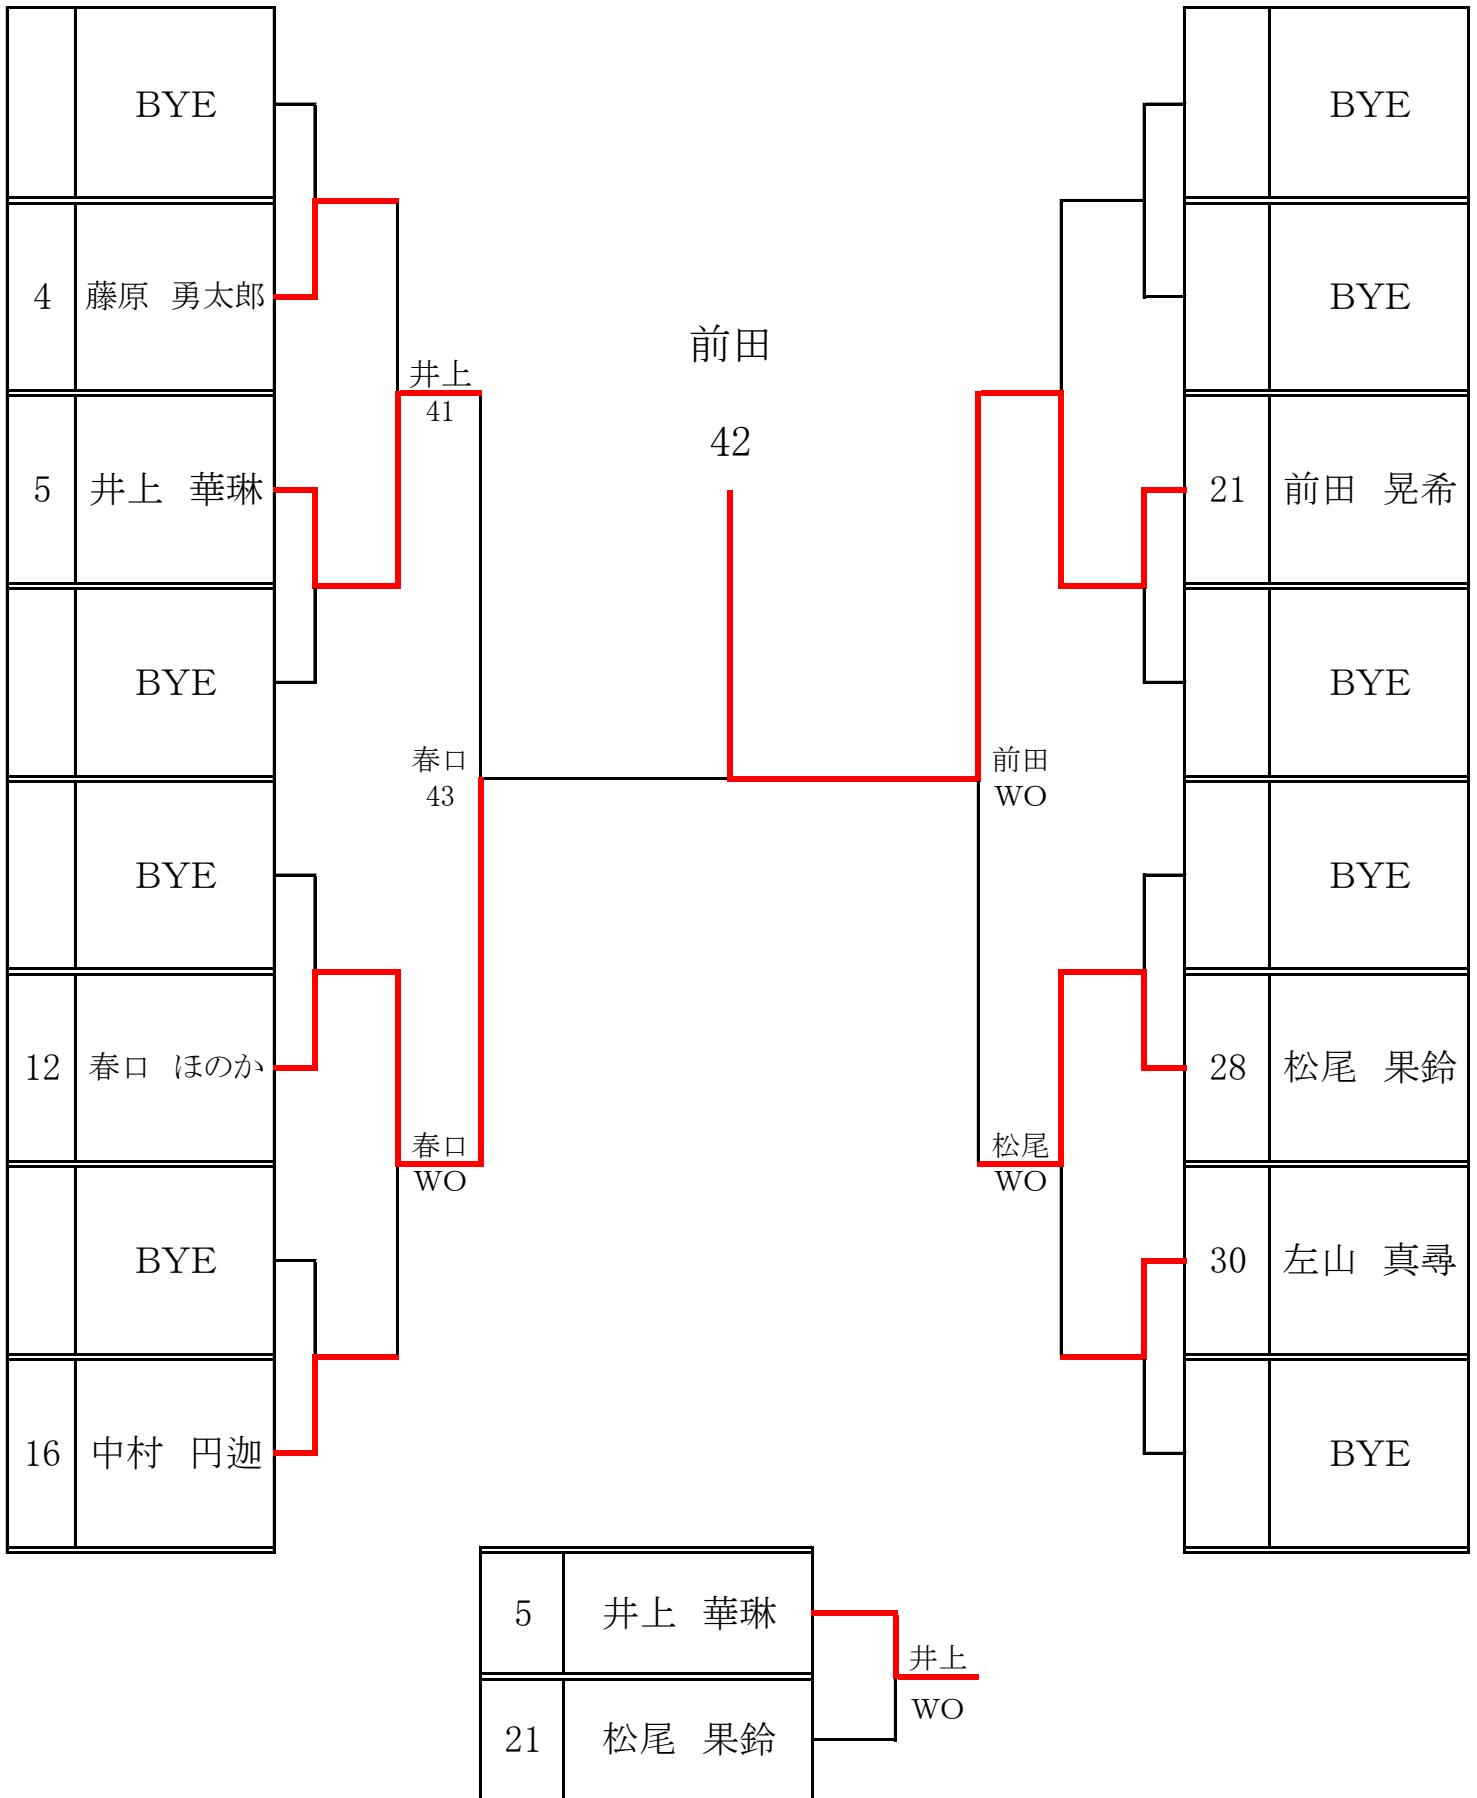 BYE
4 藤原 勇太郎
5 井上 華琳
BYE
BYE
12 春口 ほのか
BYE
16 中村 円迦
井上
41
春口
43
春口
WO
前田
42
前田
WO
松尾
WO
BYE
BYE
21 前田 晃希
BYE
BYE
28 松尾 果鈴
30 左山 真尋
BYE
5 井上 華琳
21 松尾 果鈴
井上
WO